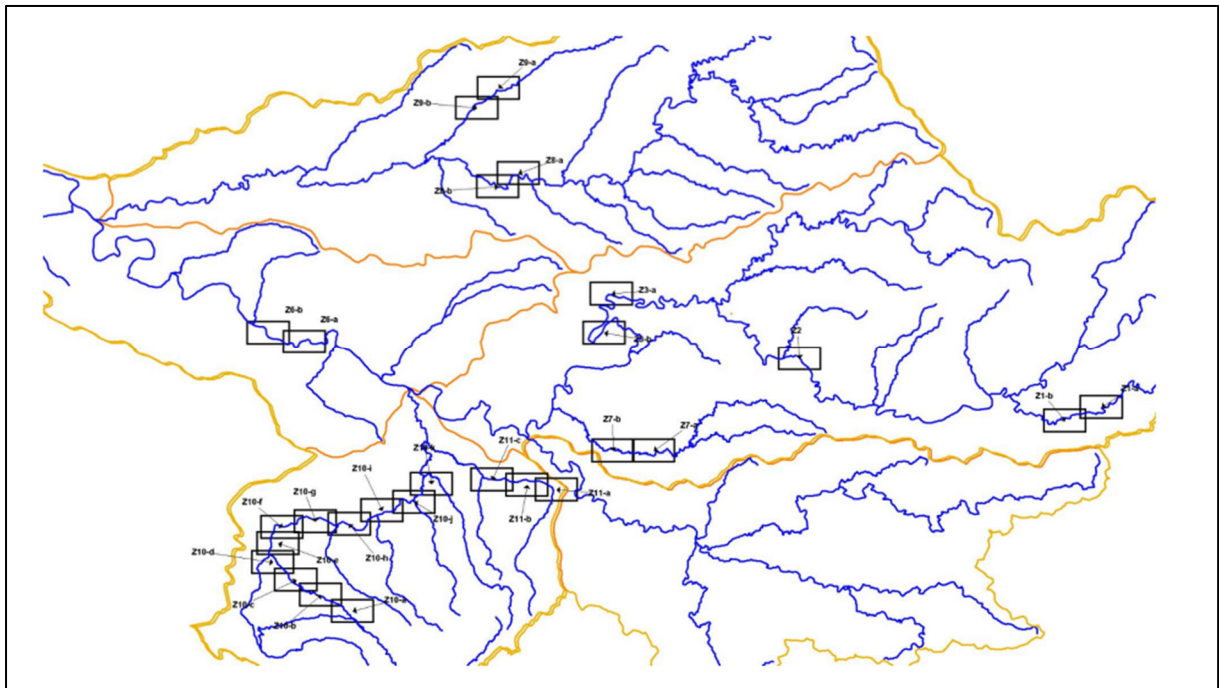 Z9-a
Z9-b
Z8-a
Z8-b
Z3-a
Z6-b
Z6-a
Z2
Z1-b
Z7-b
Z7-a
Z11-c
Z10-i
Z10-g
Z10-f
Z11-a
Z10-j
Z11-b
Z10-h
Z10-d
Z10-e
Z10-c
Z10-a
Z10-b